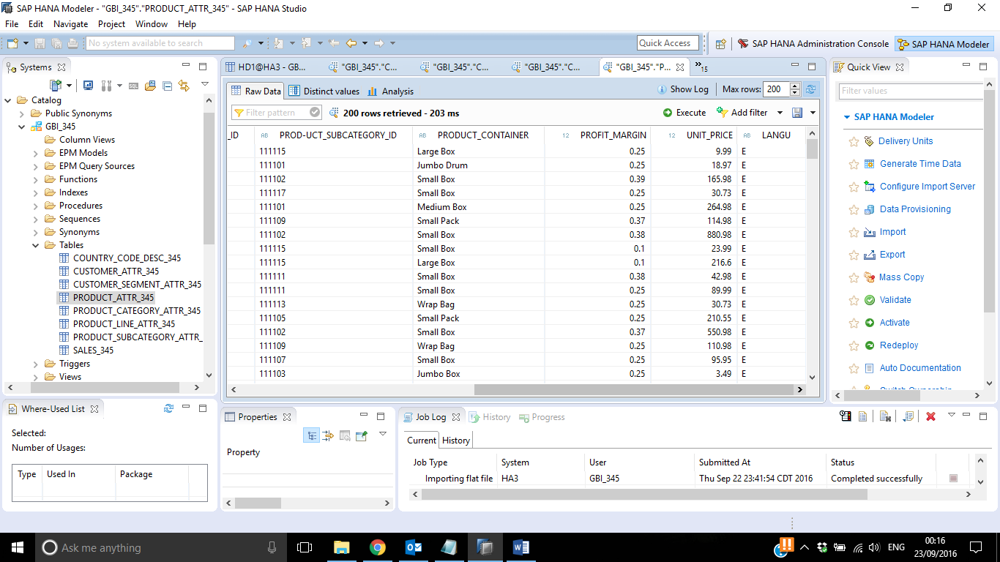 SAP HANA Modeler - "GBI_345"."PRODUCT_ATTR_345" - SAP HANA Studio
File Edit Navigate Project Window Help
No system available to search
Quick Access
SAP HANA Administration Console
SAP HANA Modeler
Systems
Catalog
Public Synonyms
GBI_345
Column Views
EPM Models
EPM Query Sources
Functions
Indexes
Procedures
Sequences
Synonyms
Tables
COUNTRY_CODE_DESC_345
CUSTOMER_ATTR_345
CUSTOMER_SEGMENT_ATTR_345
PRODUCT_ATTR_345
PRODUCT_CATEGORY_ATTR_345
PRODUCT_LINE_ATTR_345
PRODUCT_SUBCATEGORY_ATTR_
SALES_345
Triggers
Views
HD1@HA3 - GB... "GBI_345"."C... "GBI_345"."C... "GBI_345"."C... "GBI_345"."P... »15
Raw Data Distinct values Analysis Show Log Max rows: 200
Filter pattern 200 rows retrieved - 203 ms Execute Add filter
_ID AB PROD-UCT_SUBCATEGORY_ID AB PRODUCT_CONTAINER 12 PROFIT_MARGIN 12 UNIT_PRICE AB LANGU
111115 Large Box 0.25 9.99 E
111101 Jumbo Drum 0.25 18.97 E
111102 Small Box 0.39 165.98 E
111117 Small Box 0.25 30.73 E
111101 Medium Box 0.25 264.98 E
111109 Small Pack 0.37 114.98 E
111102 Small Box 0.38 880.98 E
111115 Small Box 0.1 23.99 E
111115 Large Box 0.1 216.6 E
111111 Small Box 0.38 42.98 E
111111 Small Box 0.25 89.99 E
111113 Wrap Bag 0.25 30.73 E
111105 Small Pack 0.25 210.55 E
111102 Small Box 0.37 550.98 E
111109 Wrap Bag 0.25 110.98 E
111107 Small Box 0.25 95.95 E
111103 Jumbo Box 0.25 3.49 E
Quick View
Filter values
SAP HANA Modeler
Delivery Units
Generate Time Data
Configure Import Server
Data Provisioning
Import
Export
Mass Copy
Validate
Activate
Redeploy
Auto Documentation
Switch Ownership
Where-Used List
Selected:
Number of Usages:
Type Used In Package
Properties
Property
Job Log History Progress
Current History
Job Type System User Submitted At Status
Importing flat file HA3 GBI_345 Thu Sep 22 23:41:54 CDT 2016 Completed successfully
Ask me anything
ENG
00:16
23/09/2016